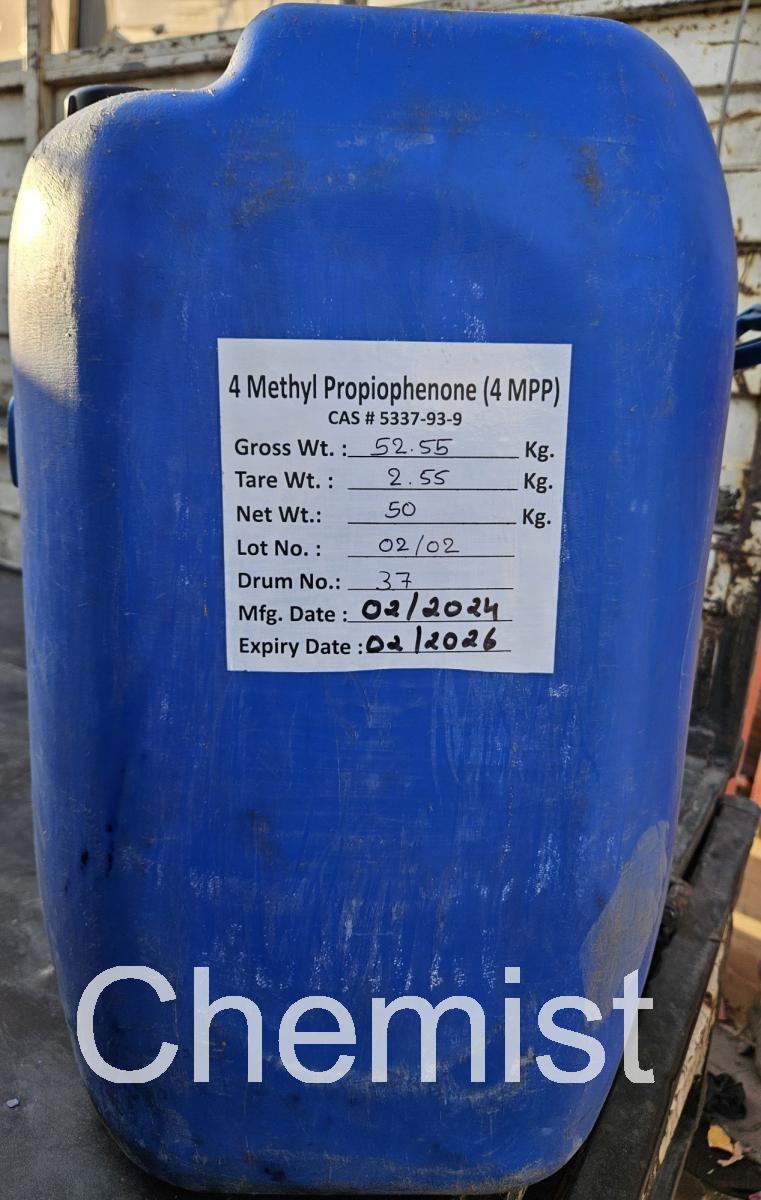 4 Methyl Propiophenone (4 MPP)
CAS # 5337-93-9
Gross Wt. : 52.55 Kg.
Tare Wt. : 2.55 Kg.
Net Wt.: 50 Kg.
Lot No. : 02/02
Drum No.: 37
Mfg. Date : 02/2024
Expiry Date : 02/2026
Chemist